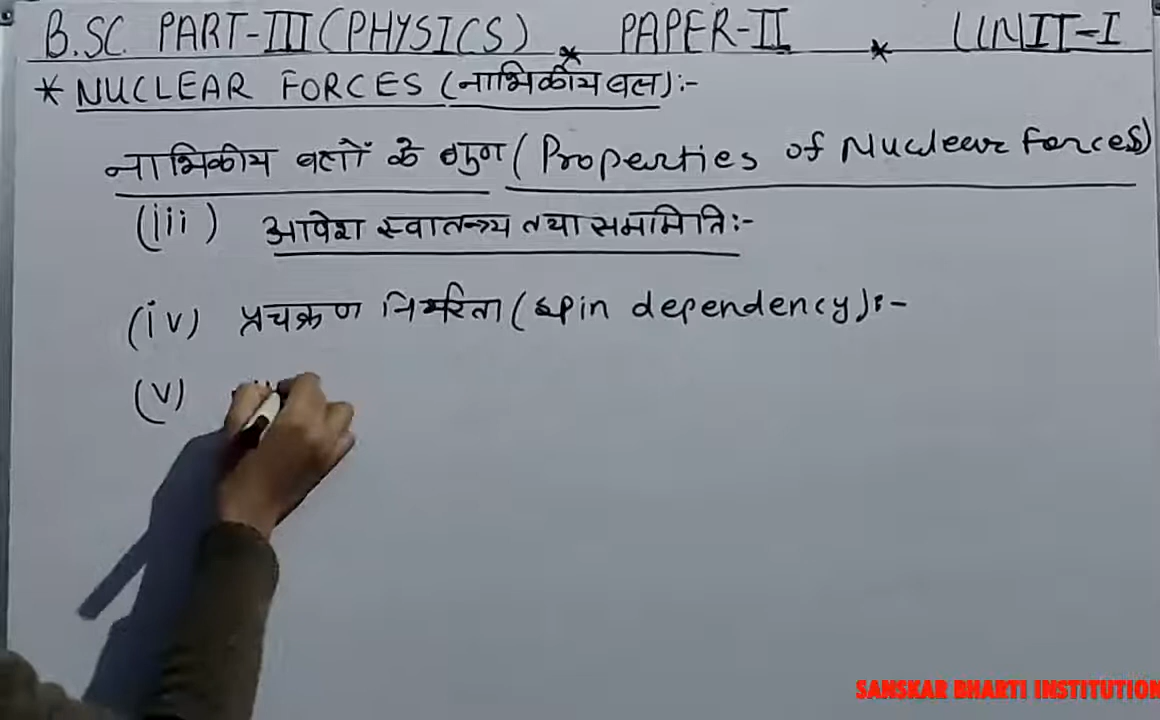 B.SC. PART-III (PHYSICS) * PAPER-II * UNIT-I
* NUCLEAR FORCES (नाभिकीय बल):-
नाभिकीय बलों के गुण (Properties of Nuclear Forces)
(iii) आवेश स्वातन्त्र्य तथा सममिति:-
(iv) प्रचक्रण निर्भरता (spin dependency):-
(v)
SANSKAR BHARTI INSTITUTION